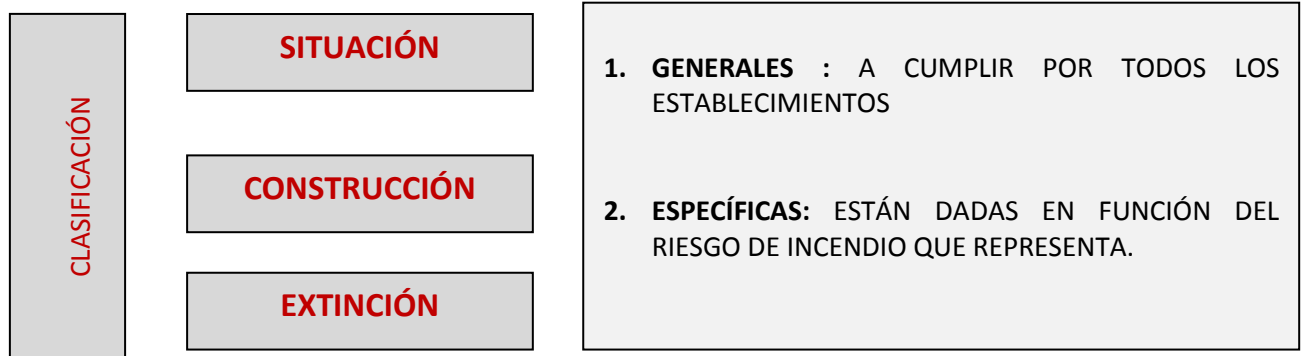 CLASIFICACIÓN
SITUACIÓN
CONSTRUCCIÓN
EXTINCIÓN
1. GENERALES : A CUMPLIR POR TODOS LOS
ESTABLECIMIENTOS
2. ESPECÍFICAS: ESTÁN DADAS EN FUNCIÓN DEL
RIESGO DE INCENDIO QUE REPRESENTA.